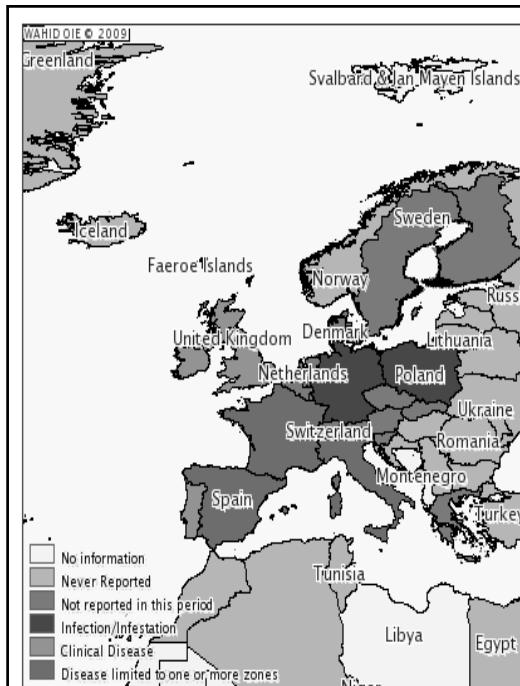 WAHID OIE © 2009
Greenland
Svalbard & Jan Mayen Islands
Iceland
Sweden
Faeroe Islands
Norway
Russ
United Kingdom
Denmark
Lithuania
Netherlands
Poland
Ukraine
Switzerland
Romania
Montenegro
Spain
Turkey
No information
Never Reported
Tunisia
Not reported in this period
Infection/Infestation
Libya
Egypt
Clinical Disease
Disease limited to one or more zones